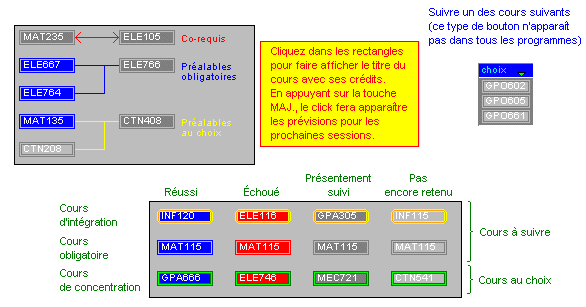 MAT235 ELE105 Co-requis
ELE667 ELE766 Préalables
obligatoires
ELE764
MAT135 CTN408 Préalables
au choix
CTN208
Cliquez dans les rectangles
pour faire afficher le titre du
cours avec ses crédits.
En appuyant sur la touche
MAJ., le click fera apparaître
les prévisions pour les
prochaines sessions.
Suivre un des cours suivants
(ce type de bouton n'apparaît
pas dans tous les programmes)
choix
GPO602
GPO605
GPO661
Réussi Échoué Présentement
suivi Pas
encore retenu
Cours
d'intégration INF120 ELE116 GPA305 INF115
Cours à suivre
Cours
obligatoire MAT115 MAT115 MAT115 MAT115
Cours
de concentration GPA666 ELE746 MEC721 CTN541 Cours au choix